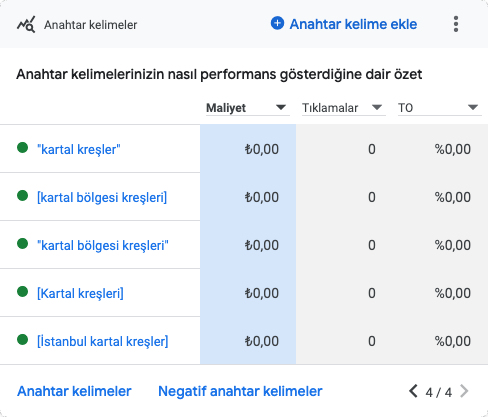 Anahtar kelimeler
Anahtar kelime ekle
Anahtar kelimelerinizin nasıl performans gösterdiğine dair özet
Maliyet Tıklamalar TO
"kartal kreşler" ₺0,00 0 %0,00
[kartal bölgesi kreşleri] ₺0,00 0 %0,00
"kartal bölgesi kreşleri" ₺0,00 0 %0,00
[Kartal kreşleri] ₺0,00 0 %0,00
[İstanbul kartal kreşler] ₺0,00 0 %0,00
Anahtar kelimeler Negatif anahtar kelimeler 4 / 4